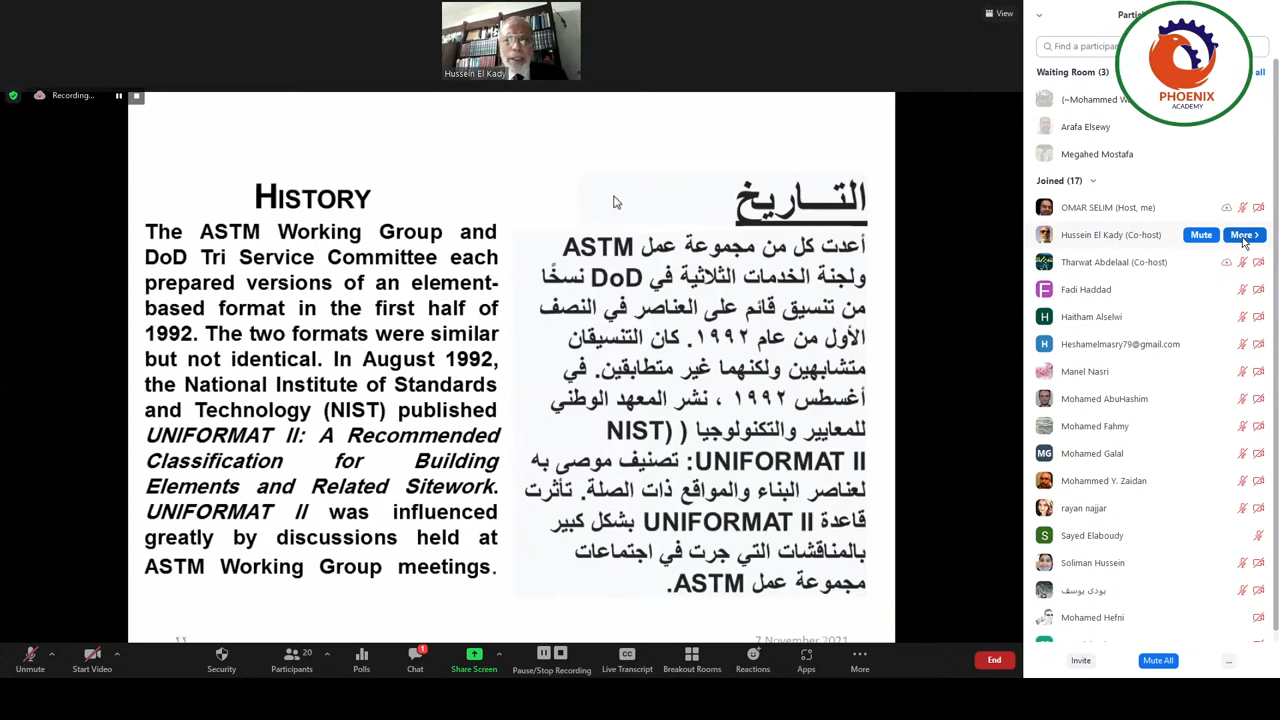 View
Hussein El Kady
Recording...
HISTORY
The ASTM Working Group and
DoD Tri Service Committee each
prepared versions of an element-
based format in the first half of
1992. The two formats were similar
but not identical. In August 1992,
the National Institute of Standards
and Technology (NIST) published
UNIFORMAT II: A Recommended
Classification for Building
Elements and Related Sitework.
UNIFORMAT II was influenced
greatly by discussions held at
ASTM Working Group meetings.
التـــاريخ
أعدت كل من مجموعة عمل ASTM
ولجنة الخدمات الثلاثية في DoD نسخًا
من تنسيق قائم على العناصر في النصف
الأول من عام ١٩٩٢. كان التنسيقان
متشابهين ولكنهما غير متطابقين. في
أغسطس ١٩٩٢ ، نشر المعهد الوطني
للمعايير والتكنولوجيا ( (NIST
UNIFORMAT II: تصنيف موصى به
لعناصر البناء والمواقع ذات الصلة. تأثرت
قاعدة UNIFORMAT II بشكل كبير
بالمناقشات التي جرت في اجتماعات
مجموعة عمل ASTM.
7 November 2021
PHOENIX
ACADEMY
Find a participa
Waiting Room (3)
all
(~Mohammed
Arafa Elsewy
Megahed Mostafa
Joined (17)
OMAR SELIM (Host, me)
Hussein El Kady (Co-host)
Mute
More >
Tharwat Abdelaal (Co-host)
F Fadi Haddad
H Haitham Alselwi
H Heshamelmasry79@gmail.com
Manel Nasri
Mohamed AbuHashim
Mohamed Fahmy
MG Mohamed Galal
Mohammed Y. Zaidan
rayan najjar
S Sayed Elaboudy
Soliman Hussein
بودى يوسف
Mohamed Hefni
Invite
Mute All
...
Unmute
Start Video
Security
Participants 20
Polls
Chat 1
Share Screen
Pause/Stop Recording
CC Live Transcript
Breakout Rooms
Reactions
Apps
More
End